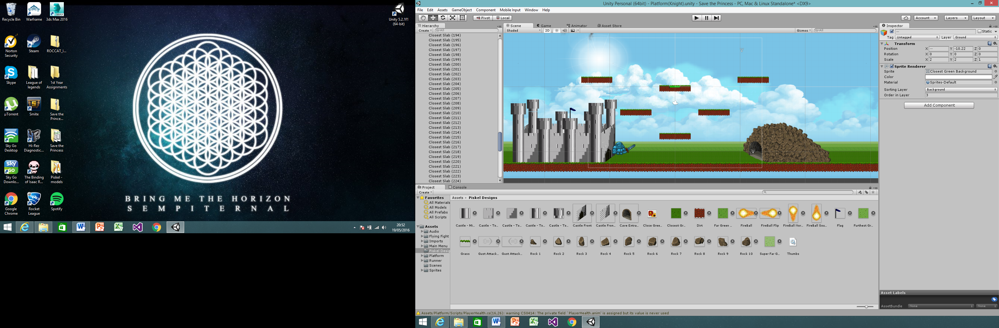 Recycle Bin
Warframe
3ds Max 2016
Unity 5.2.1f1
(64-bit)
Norton
Security
Steam
ROCCAT_I...
Skype
League of
legends
1st Year
Assignments
µTorrent
Smite
Save the
Prince...
Sky Go
Desktop
Hi-Rez
Diagnostic...
Save the
Princess
Sky Go
Downlo...
The Binding
of Isaac R...
Piskel -
models
Google
Chrome
Rocket
League
Spotify
BRING ME THE HORIZON
SEMPITERNAL
20:52
19/05/2016
Unity Personal (64bit) - Platform(Knight).unity - Save the Princess - PC, Mac & Linux Standalone* <DX9>
File Edit Assets GameObject Component Mobile Input Window Help
Pivot Local
Account Layers Layout
Hierarchy
Create All
Closest Slab (194)
Closest Slab (195)
Closest Slab (196)
Closest Slab (197)
Closest Slab (198)
Closest Slab (199)
Closest Slab (200)
Closest Slab (201)
Closest Slab (202)
Closest Slab (203)
Closest Slab (204)
Closest Slab (205)
Closest Slab (206)
Closest Slab (207)
Closest Slab (208)
Closest Slab (209)
Closest Slab (210)
Closest Slab (211)
Closest Slab (212)
Closest Slab (213)
Closest Slab (214)
Closest Slab (215)
Closest Slab (216)
Closest Slab (217)
Closest Slab (218)
Closest Slab (219)
Closest Slab (220)
Closest Slab (221)
Closest Slab (222)
Closest Slab (223)
Closest Slab (224)
Scene Game Animator Asset Store
Shaded 2D Gizmos All
Inspector
Static
Tag Untagged Layer Ground
Transform
Position X — Y -10.22 Z 0
Rotation X 0 Y 0 Z 0
Scale X 2 Y 2 Z 1
Sprite Renderer
Sprite Closest Green Background
Color
Material Sprites-Default
Sorting Layer Background
Order in Layer 3
Add Component
Project Console
Create
Favorites
All Materials
All Models
All Prefabs
All Scripts
Assets
Audio
Flying Fight
Imports
Main Menu
Piskel Desig
Platform
Runner
Scenes
Sprites
Assets Piskel Designs
Castle - Mi... Castle - To... Castle - To... Castle - To... Castle - To... Castle Front Castle Fron... Cave Entra... Close Gree... Closest Gr... Dirt Far Green ... FireBall FireBall Flip FireBall Nor... FireBall Sou... Flag Furthest Gr...
Grass Gust Attack... Gust Attack... Rock 1 Rock 2 Rock 3 Rock 4 Rock 5 Rock 6 Rock 7 Rock 8 Rock 9 Rock 10 Super Far G... Thumbs
Asset Labels
AssetBundle None None
Assets/Platform/Scripts/PlayerHealth.cs(16,26): warning CS0414: The private field `PlayerHealth.anim' is assigned but its value is never used